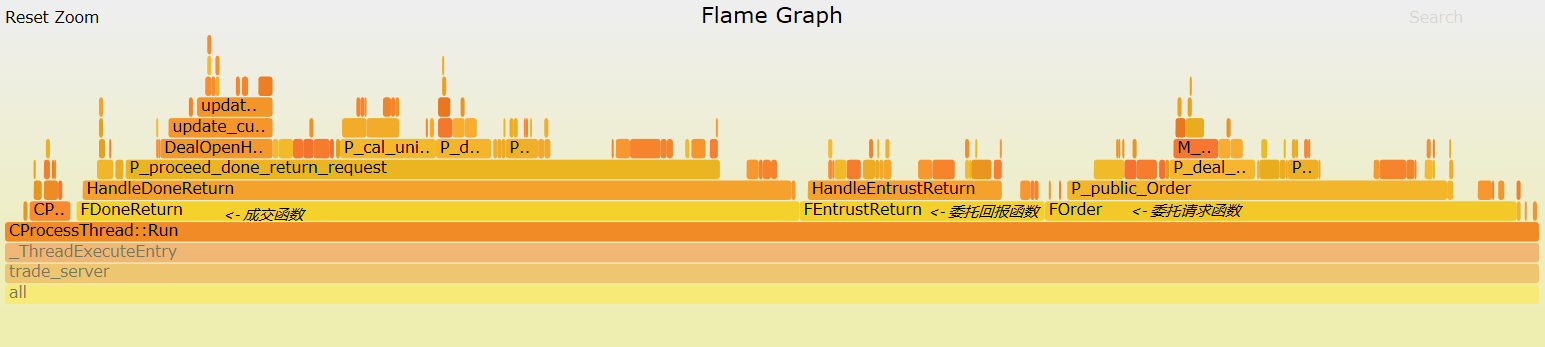 Reset Zoom
Flame Graph
Search
updat..
update_cu..
DealOpenH..
P_cal_uni..
P_d..
P..
M_..
P_proceed_done_return_request
P_deal_..
P..
HandleDoneReturn
HandleEntrustReturn
P_public_Order
CP..
FDoneReturn
<- 成交函数
FEntrustReturn
<- 委托回报函数
FOrder
<- 委托请求函数
CProcessThread::Run
_ThreadExecuteEntry
trade_server
all